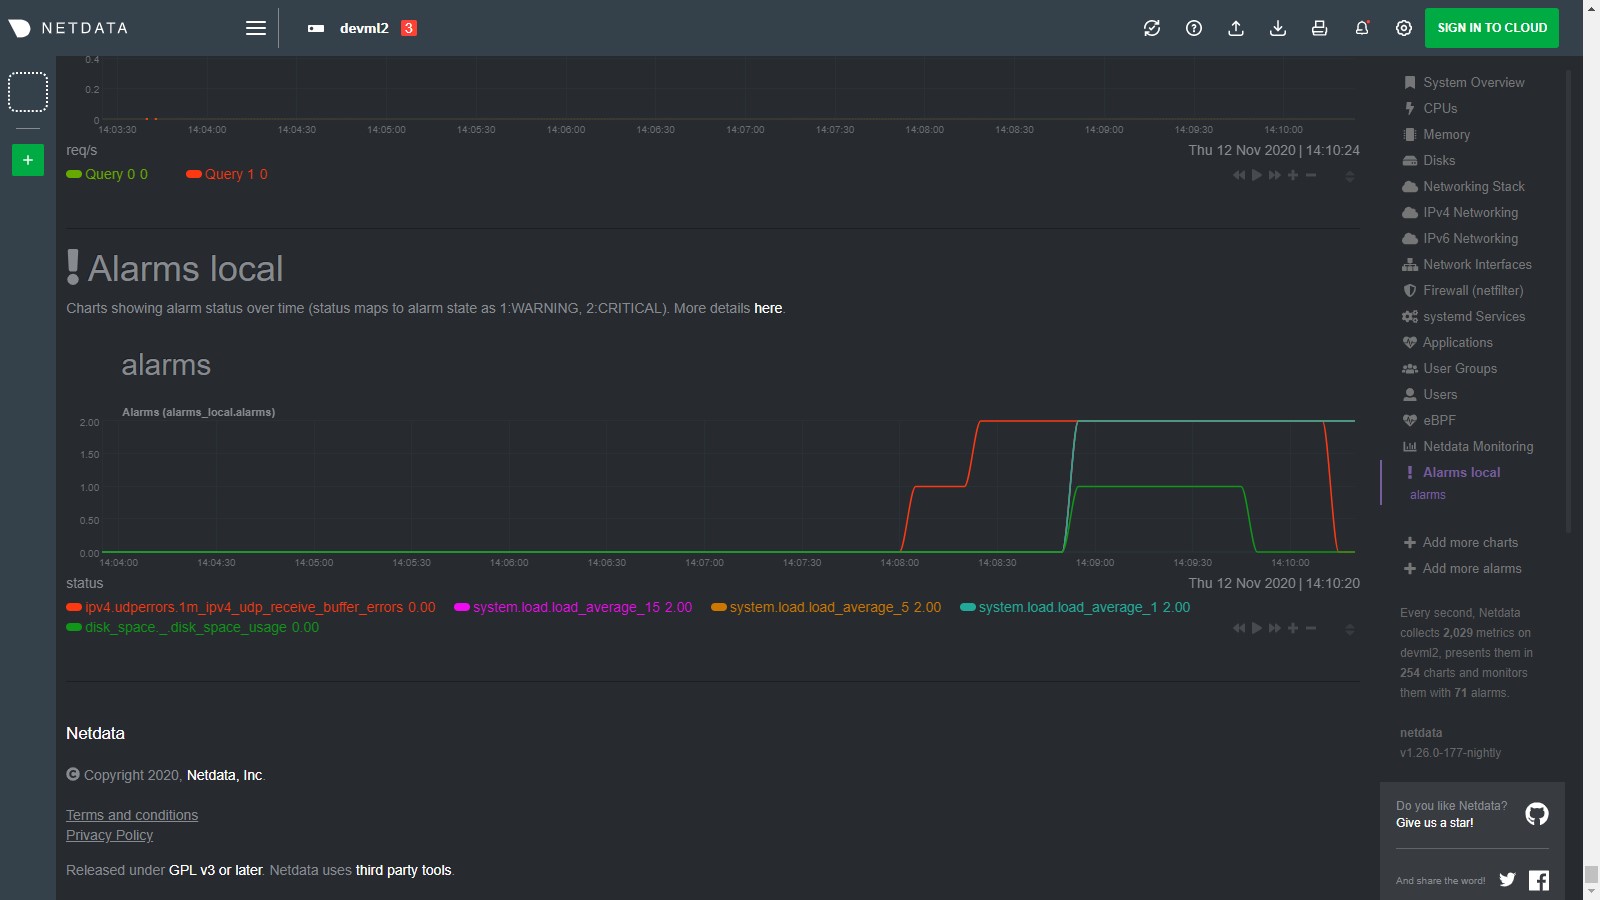 NETDATA
devml2 3
SIGN IN TO CLOUD
0.4
0.2
0
14:03:30 14:04:00 14:04:30 14:05:00 14:05:30 14:06:00 14:06:30 14:07:00 14:07:30 14:08:00 14:08:30 14:09:00 14:09:30 14:10:00
req/s
Thu 12 Nov 2020 | 14:10:24
Query 0 0 Query 1 0
Alarms local
Charts showing alarm status over time (status maps to alarm state as 1:WARNING, 2:CRITICAL). More details here.
alarms
Alarms (alarms_local.alarms)
2.00
1.50
1.00
0.50
0.00
14:04:00 14:04:30 14:05:00 14:05:30 14:06:00 14:06:30 14:07:00 14:07:30 14:08:00 14:08:30 14:09:00 14:09:30 14:10:00
status
Thu 12 Nov 2020 | 14:10:20
ipv4.udperrors.1m_ipv4_udp_receive_buffer_errors 0.00 system.load.load_average_15 2.00 system.load.load_average_5 2.00 system.load.load_average_1 2.00
disk_space._.disk_space_usage 0.00
Netdata
© Copyright 2020, Netdata, Inc.
Terms and conditions
Privacy Policy
Released under GPL v3 or later. Netdata uses third party tools.
System Overview
CPUs
Memory
Disks
Networking Stack
IPv4 Networking
IPv6 Networking
Network Interfaces
Firewall (netfilter)
systemd Services
Applications
User Groups
Users
eBPF
Netdata Monitoring
Alarms local
alarms
Add more charts
Add more alarms
Every second, Netdata
collects 2,029 metrics on
devml2, presents them in
254 charts and monitors
them with 71 alarms.
netdata
v1.26.0-177-nightly
Do you like Netdata?
Give us a star!
And share the word!